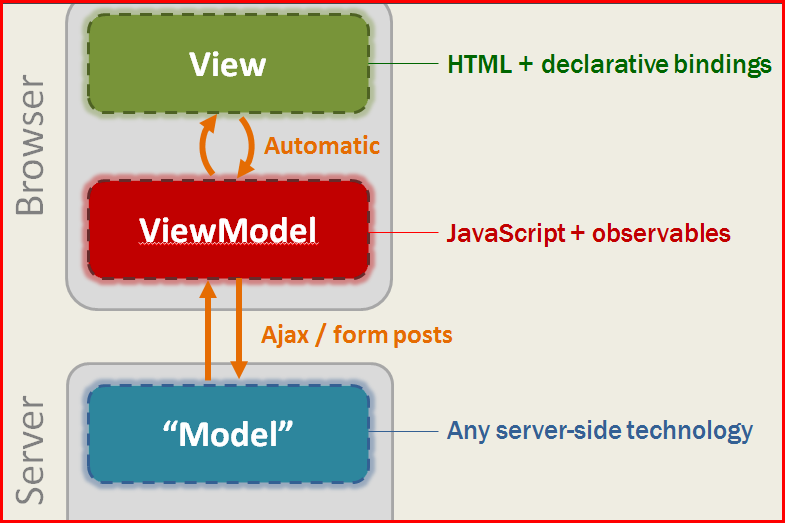 View
HTML + declarative bindings
Browser
Automatic
ViewModel
JavaScript + observables
Ajax / form posts
Server
“Model”
Any server-side technology